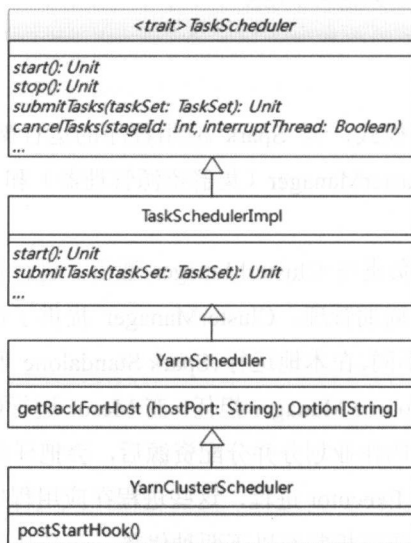 <trait>TaskScheduler
start(): Unit
stop(): Unit
submitTasks(taskSet: TaskSet): Unit
cancelTasks(stageId: Int, interruptThread: Boolean)
...
TaskSchedulerImpl
start(): Unit
submitTasks(taskSet: TaskSet): Unit
...
YarnScheduler
getRackForHost (hostPort: String): Option[String]
YarnClusterScheduler
postStartHook()